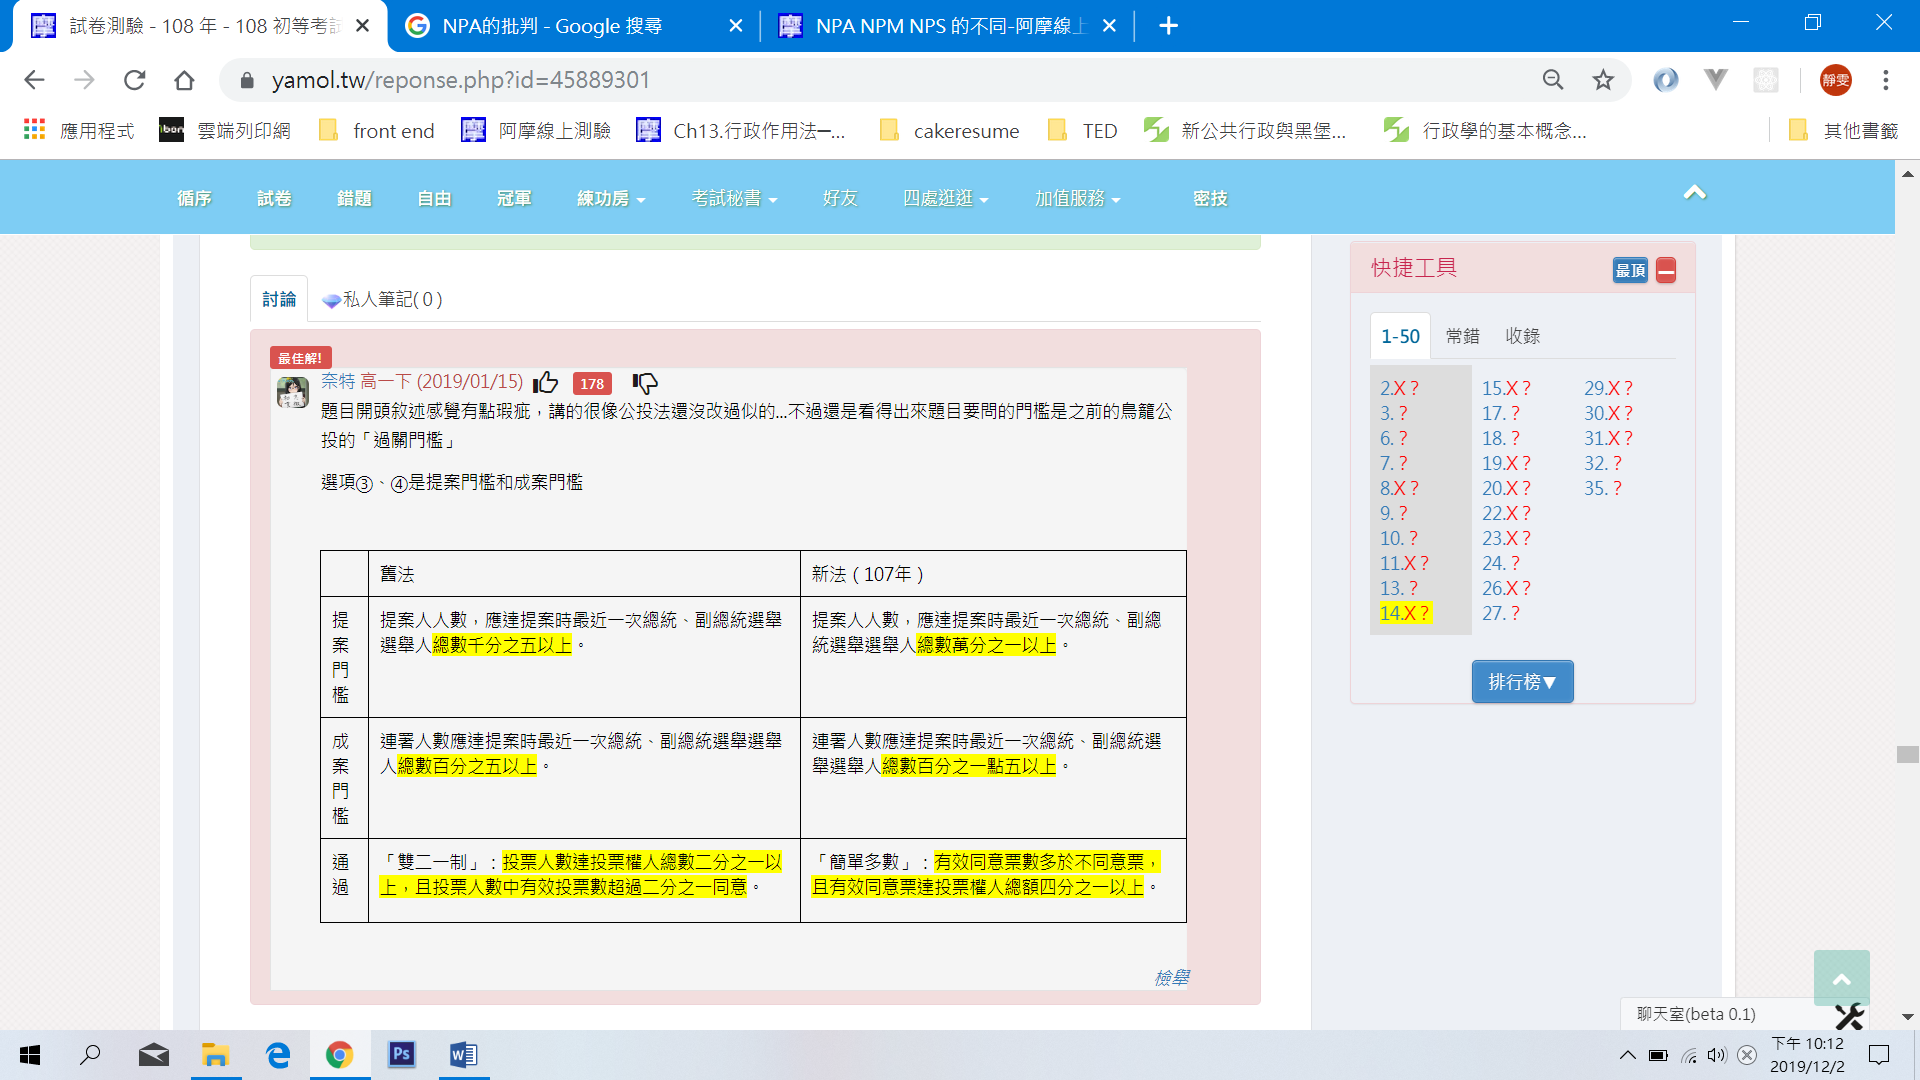 試卷測驗 - 108 年 - 108 初等考試
NPA的批判 - Google 搜尋
NPA NPM NPS 的不同-阿摩線上
yamol.tw/reponse.php?id=45889301
靜雯
應用程式
ibon
雲端列印網
front end
阿摩線上測驗
Ch13.行政作用法─...
cakeresume
TED
新公共行政與黑堡...
行政學的基本概念...
其他書籤
循序
試卷
錯題
自由
冠軍
練功房
考試秘書
好友
四處逛逛
加值服務
密技
討論
私人筆記( 0 )
最佳解!
奈特 高一下 (2019/01/15)
178
題目開頭敘述感覺有點瑕疵，講的很像公投法還沒改過似的...不過還是看得出來題目要問的門檻是之前的鳥籠公
投的「過關門檻」
選項③、④是提案門檻和成案門檻
舊法
新法（107年）
提
案
門
檻
提案人人數，應達提案時最近一次總統、副總統選舉
選舉人總數千分之五以上。
提案人人數，應達提案時最近一次總統、副總
統選舉選舉人總數萬分之一以上。
成
案
門
檻
連署人數應達提案時最近一次總統、副總統選舉選舉
人總數百分之五以上。
連署人數應達提案時最近一次總統、副總統選
舉選舉人總數百分之一點五以上。
通
過
「雙二一制」：投票人數達投票權人總數二分之一以
上，且投票人數中有效投票數超過二分之一同意。
「簡單多數」：有效同意票數多於不同意票，
且有效同意票達投票權人總額四分之一以上。
檢舉
快捷工具
最頂
1-50
常錯
收錄
2.X ?
3. ?
6. ?
7. ?
8.X ?
9. ?
10. ?
11.X ?
13. ?
14.X ?
15.X ?
17. ?
18. ?
19.X ?
20.X ?
22.X ?
23.X ?
24. ?
26.X ?
27. ?
29.X ?
30.X ?
31.X ?
32. ?
35. ?
排行榜▼
聊天室(beta 0.1)
Ps
下午 10:12
2019/12/2